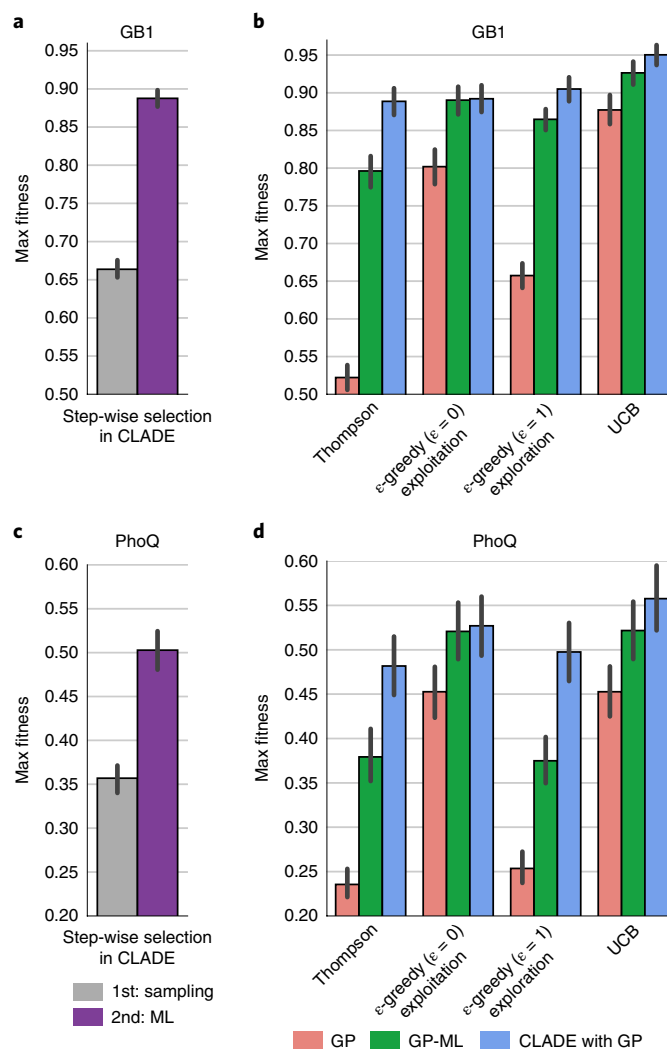 a
GB1
Max fitness
0.95
0.90
0.85
0.80
0.75
0.70
0.65
0.60
0.55
0.50
Step-wise selection
in CLADE
b
GB1
Max fitness
0.95
0.90
0.85
0.80
0.75
0.70
0.65
0.60
0.55
0.50
Thompson
ε-greedy (ε = 0)
exploitation
ε-greedy (ε = 1)
exploration
UCB
c
PhoQ
Max fitness
0.60
0.55
0.50
0.45
0.40
0.35
0.30
0.25
0.20
Step-wise selection
in CLADE
1st: sampling
2nd: ML
d
PhoQ
Max fitness
0.60
0.55
0.50
0.45
0.40
0.35
0.30
0.25
0.20
Thompson
ε-greedy (ε = 0)
exploitation
ε-greedy (ε = 1)
exploration
UCB
GP
GP-ML
CLADE with GP